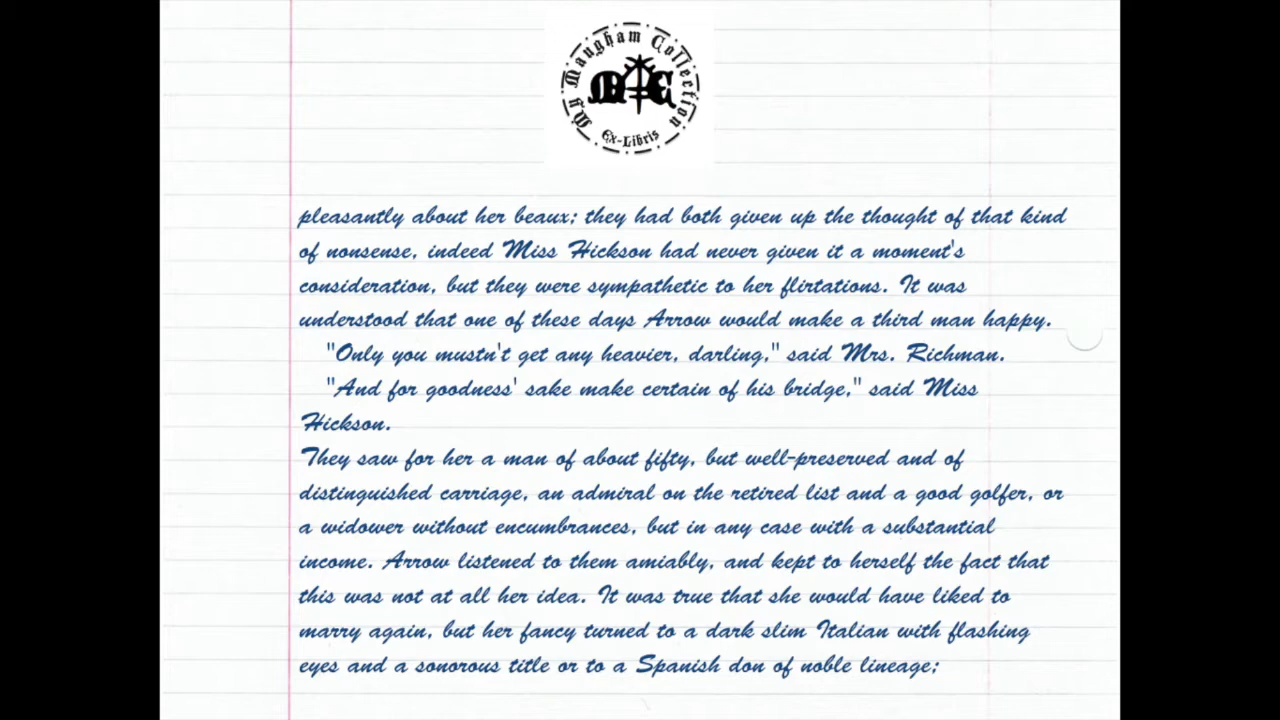 My Maugham Collection
M C
Ex-Libris
pleasantly about her beaux; they had both given up the thought of that kind
of nonsense, indeed Miss Hickson had never given it a moment's
consideration, but they were sympathetic to her flirtations. It was
understood that one of these days Arrow would make a third man happy.
"Only you mustn't get any heavier, darling," said Mrs. Richman.
"And for goodness' sake make certain of his bridge," said Miss
Hickson.
They saw for her a man of about fifty, but well-preserved and of
distinguished carriage, an admiral on the retired list and a good golfer, or
a widower without encumbrances, but in any case with a substantial
income. Arrow listened to them amiably, and kept to herself the fact that
this was not at all her idea. It was true that she would have liked to
marry again, but her fancy turned to a dark slim Italian with flashing
eyes and a sonorous title or to a Spanish don of noble lineage;